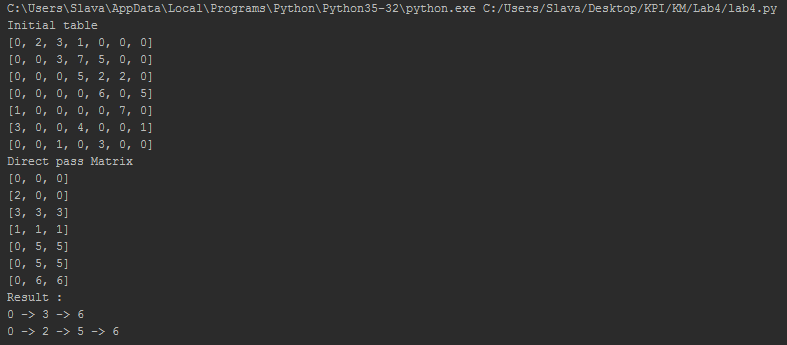 C:\Users\Slava\AppData\Local\Programs\Python\Python35-32\python.exe C:/Users/Slava/Desktop/KPI/KM/Lab4/lab4.py
Initial table
[0, 2, 3, 1, 0, 0, 0]
[0, 0, 3, 7, 5, 0, 0]
[0, 0, 0, 5, 2, 2, 0]
[0, 0, 0, 0, 6, 0, 5]
[1, 0, 0, 0, 0, 7, 0]
[3, 0, 0, 4, 0, 0, 1]
[0, 0, 1, 0, 3, 0, 0]
Direct pass Matrix
[0, 0, 0]
[2, 0, 0]
[3, 3, 3]
[1, 1, 1]
[0, 5, 5]
[0, 5, 5]
[0, 6, 6]
Result :
0 -> 3 -> 6
0 -> 2 -> 5 -> 6